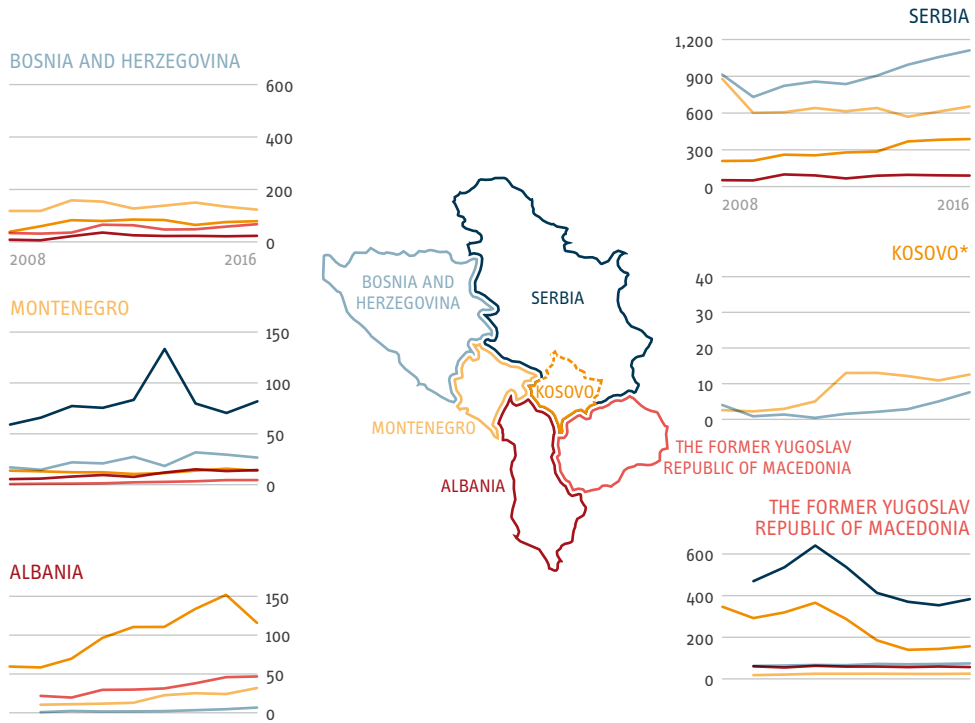 SERBIA
1,200
900
600
300
0
2008 2016
BOSNIA AND HERZEGOVINA
600
400
200
0
2008 2016
KOSOVO*
40
30
20
10
0
MONTENEGRO
150
100
50
0
BOSNIA AND
HERZEGOVINA
SERBIA
KOSOVO
MONTENEGRO
THE FORMER YUGOSLAV
REPUBLIC OF MACEDONIA
ALBANIA
THE FORMER YUGOSLAV
REPUBLIC OF MACEDONIA
600
400
200
0
ALBANIA
150
100
50
0